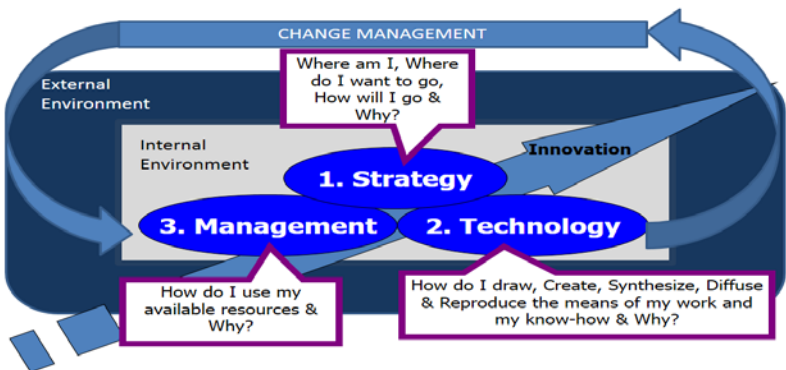 CHANGE MANAGEMENT
External
Environment
Where am I, Where
do I want to go,
How will I go &
Why?
Internal
Environment
Innovation
1. Strategy
3. Management
2. Technology
How do I use my
available resources &
Why?
How do I draw, Create, Synthesize, Diffuse
& Reproduce the means of my work and
my know-how & Why?